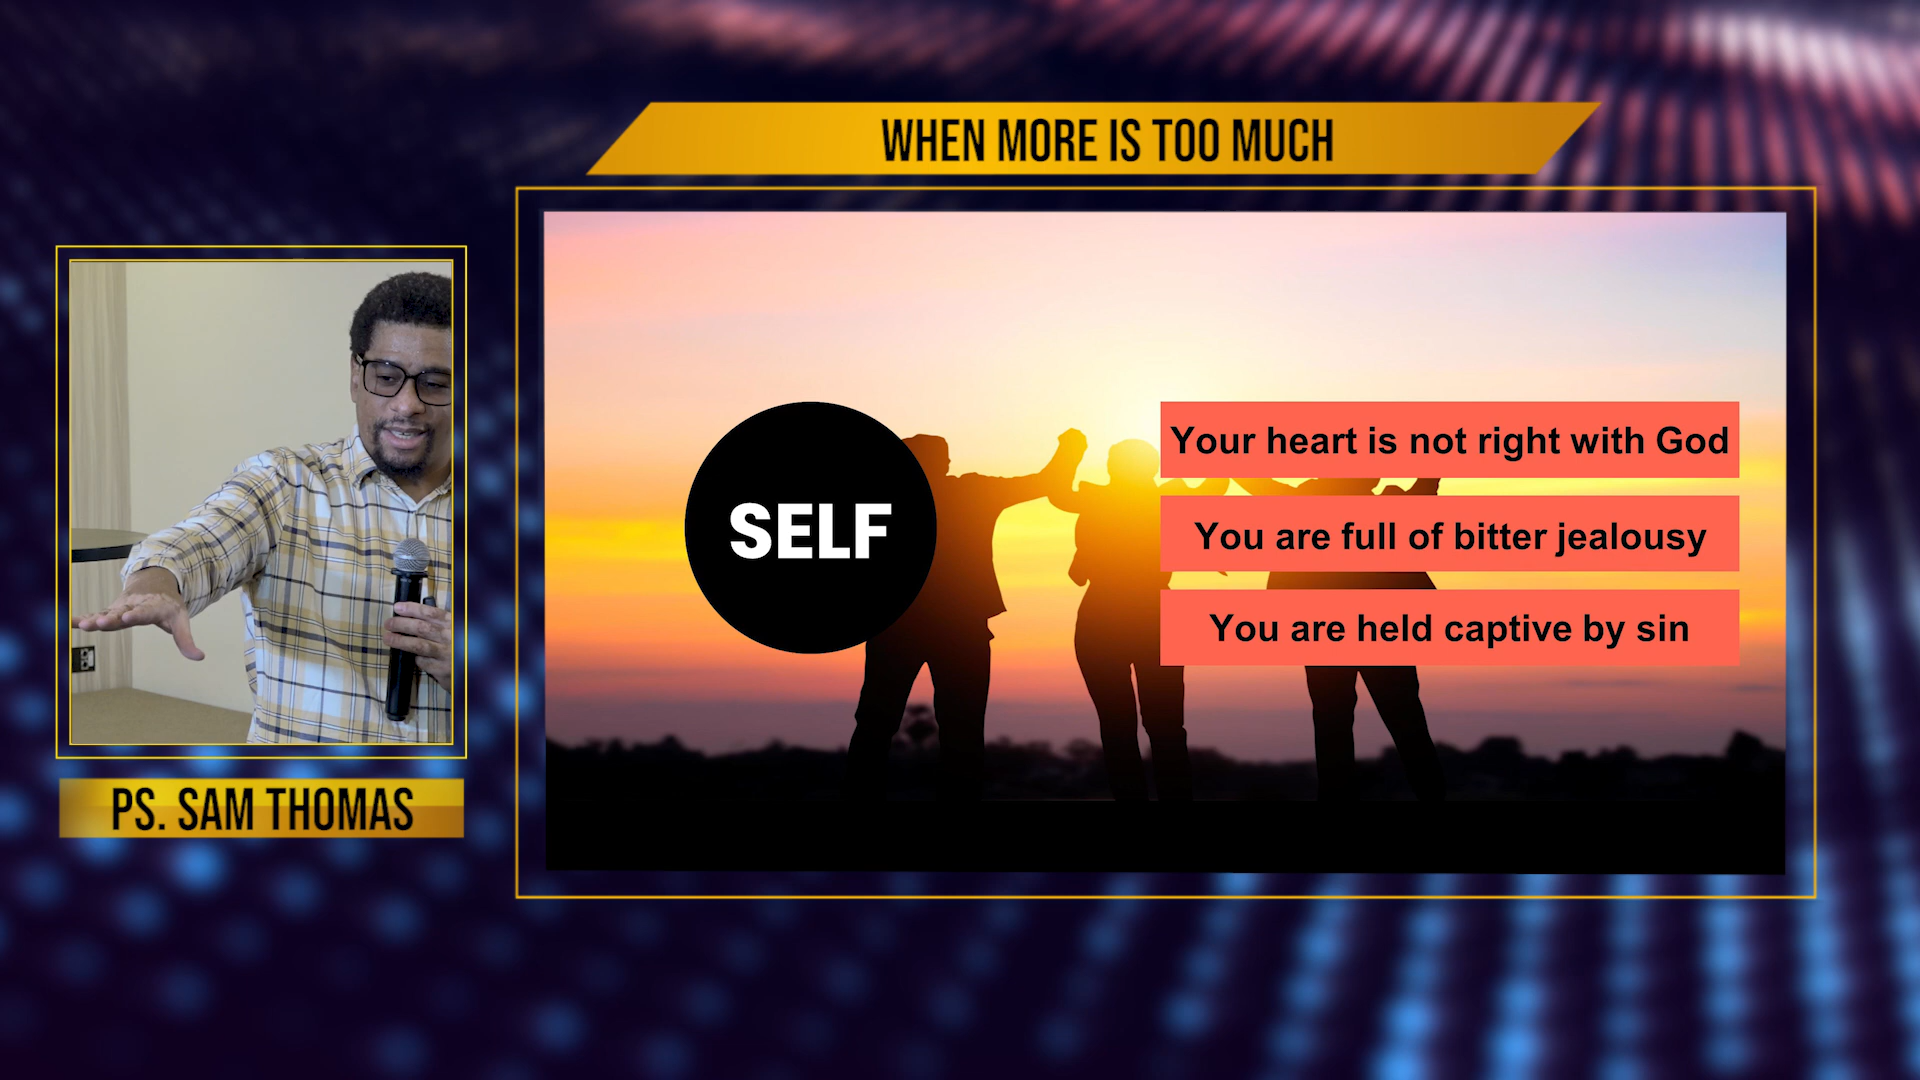 WHEN MORE IS TOO MUCH
SELF
Your heart is not right with God
You are full of bitter jealousy
You are held captive by sin
PS. SAM THOMAS